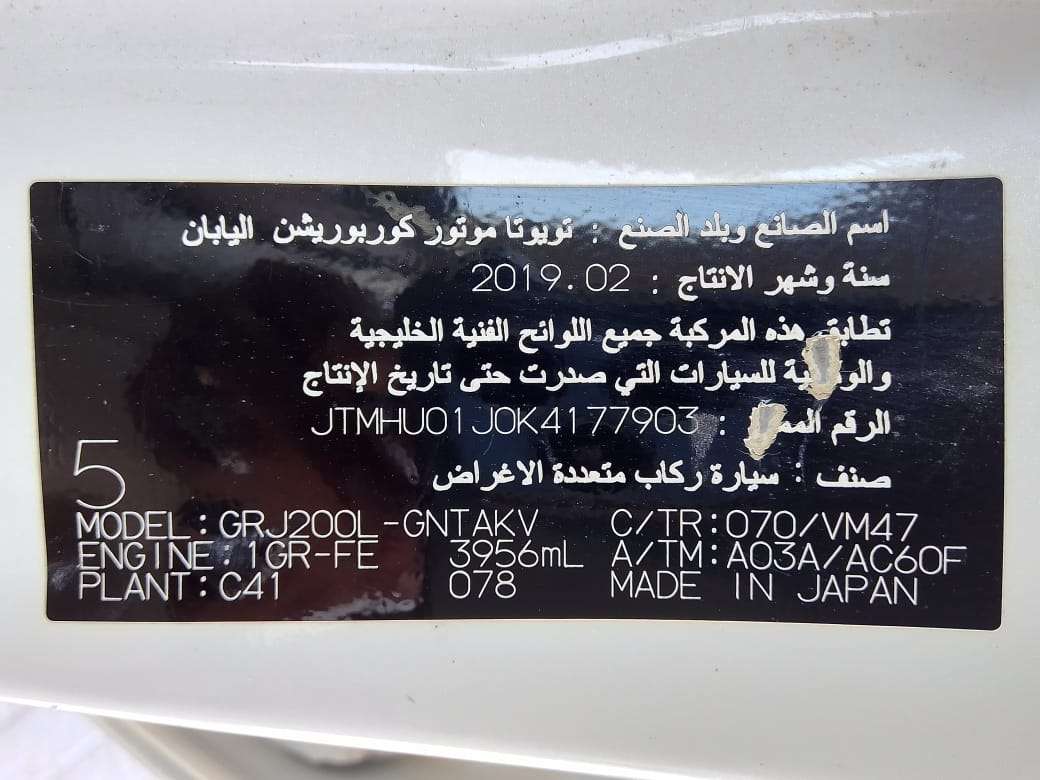 اسم الصانع وبلد الصنع : تويوتا موتور كوربوريشن اليابان
سنة وشهر الانتاج : 2019.02
تطابق هذه المركبة جميع اللوائح الفنية الخليجية
للسيارات التي صدرت حتى تاريخ الإنتاج
الرقم : JTMHU01J0K4177903
صنف : سيارة ركاب متعددة الاغراض
5
MODEL:GRJ200L-GNTAKV C/TR:070/VM47
ENGINE:1GR-FE 3956mL A/TM:A03A/AC60F
PLANT:C41 078 MADE IN JAPAN